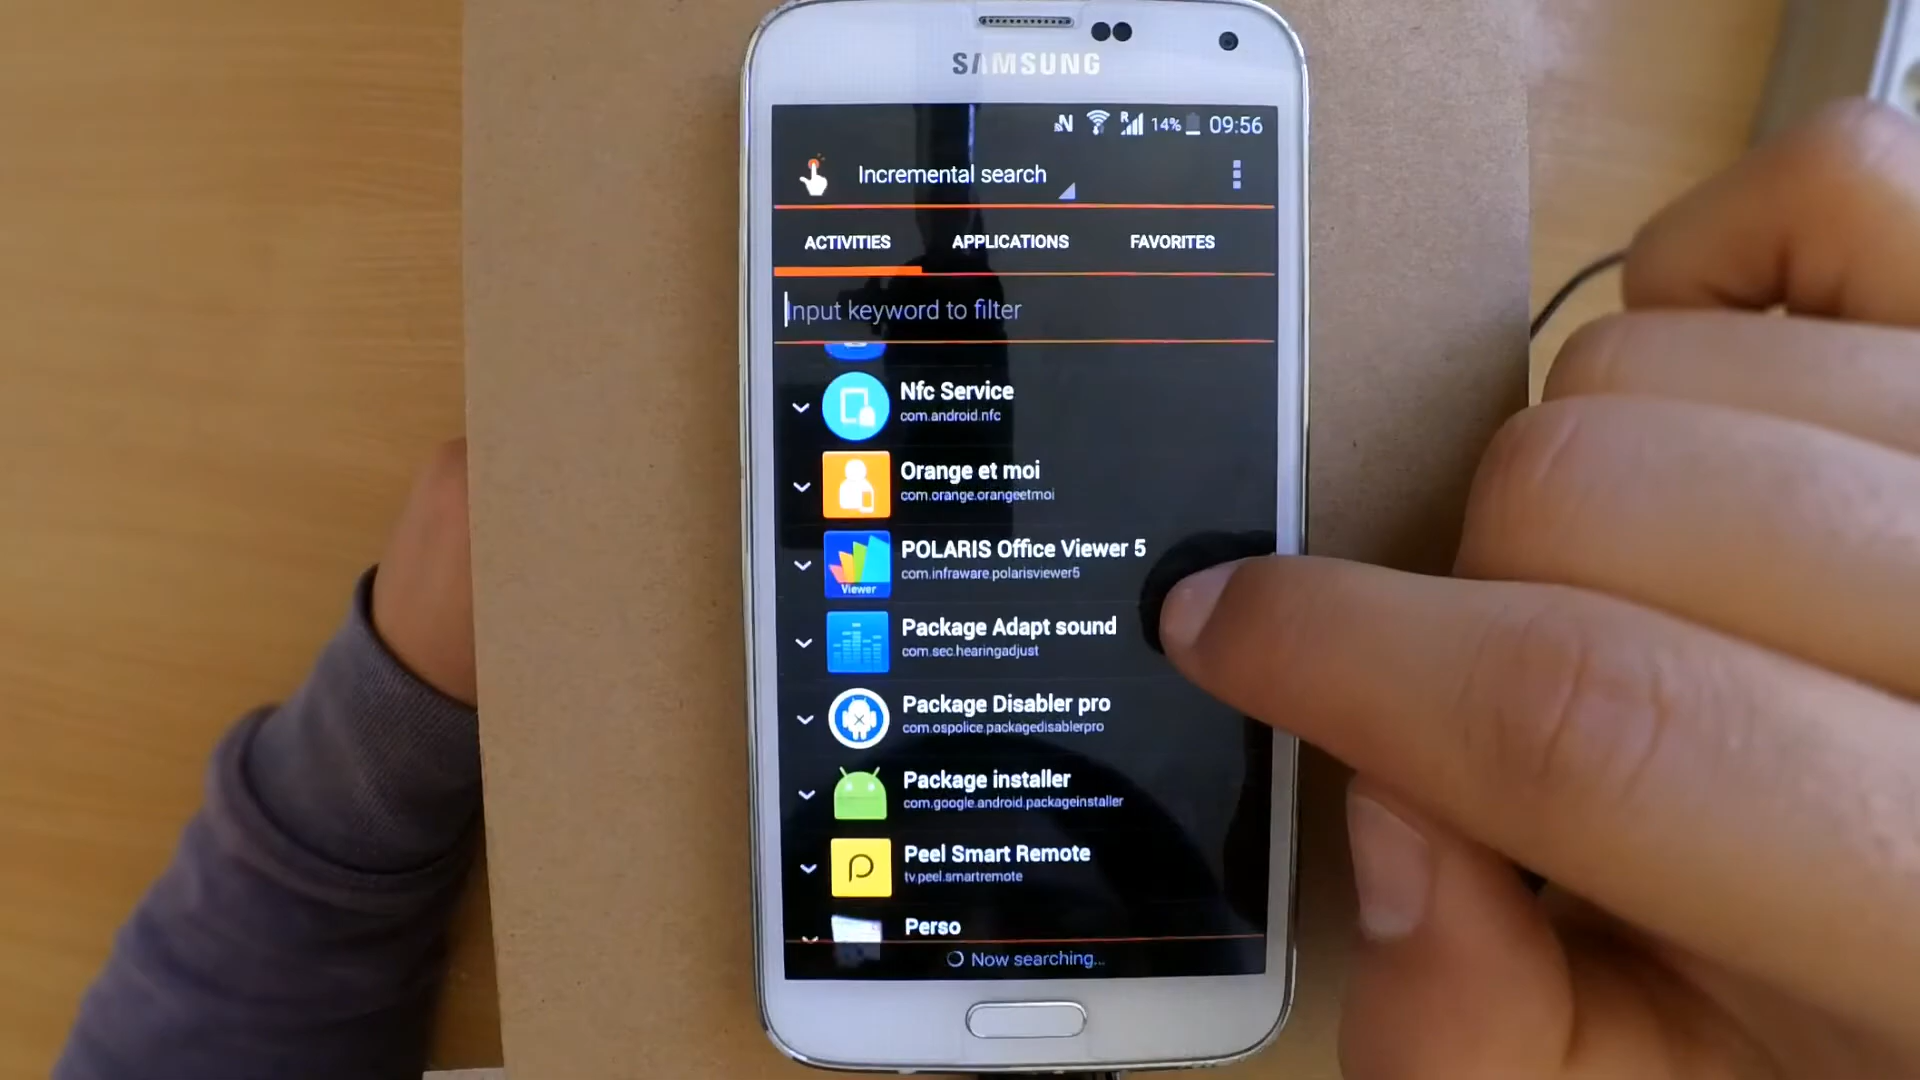 SAMSUNG
R 14% 09:56
Incremental search
ACTIVITIES APPLICATIONS FAVORITES
Input keyword to filter
Nfc Service
com.android.nfc
Orange et moi
com.orange.orangeetmoi
POLARIS Office Viewer 5
com.infraware.polarisviewer5
Viewer
Package Adapt sound
com.sec.hearingadjust
Package Disabler pro
com.ospolice.packagedisablerpro
Package installer
com.google.android.packageinstaller
Peel Smart Remote
tv.peel.smartremote
Perso
Now searching...